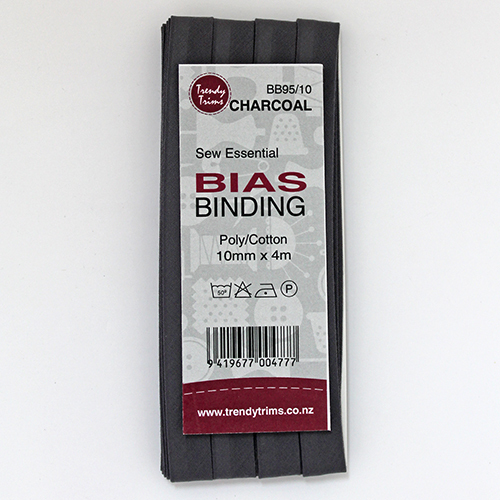 Trendy
Trims
BB95/10
CHARCOAL
Sew Essential
BIAS
BINDING
Poly/Cotton
10mm x 4m
50°
P
9 419677 004777
www.trendytrims.co.nz